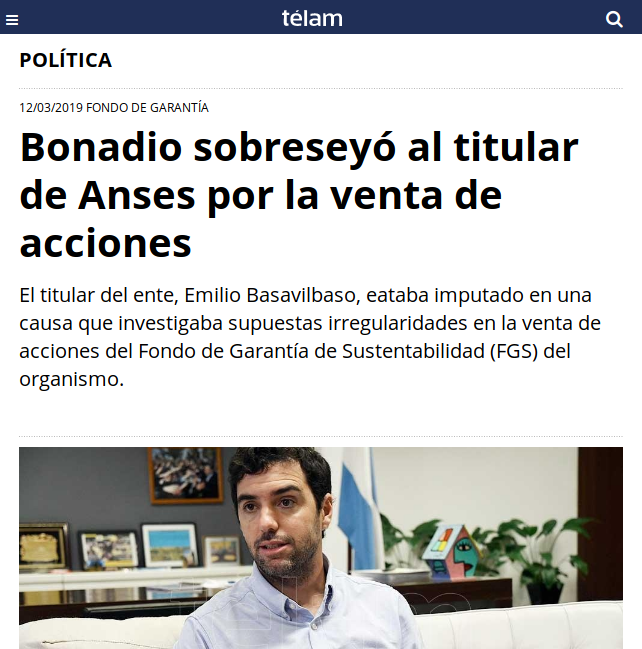 télam
POLÍTICA
12/03/2019 FONDO DE GARANTÍA
Bonadio sobreseyó al titular
de Anses por la venta de
acciones
El titular del ente, Emilio Basavilbaso, eataba imputado en una
causa que investigaba supuestas irregularidades en la venta de
acciones del Fondo de Garantía de Sustentabilidad (FGS) del
organismo.
télam